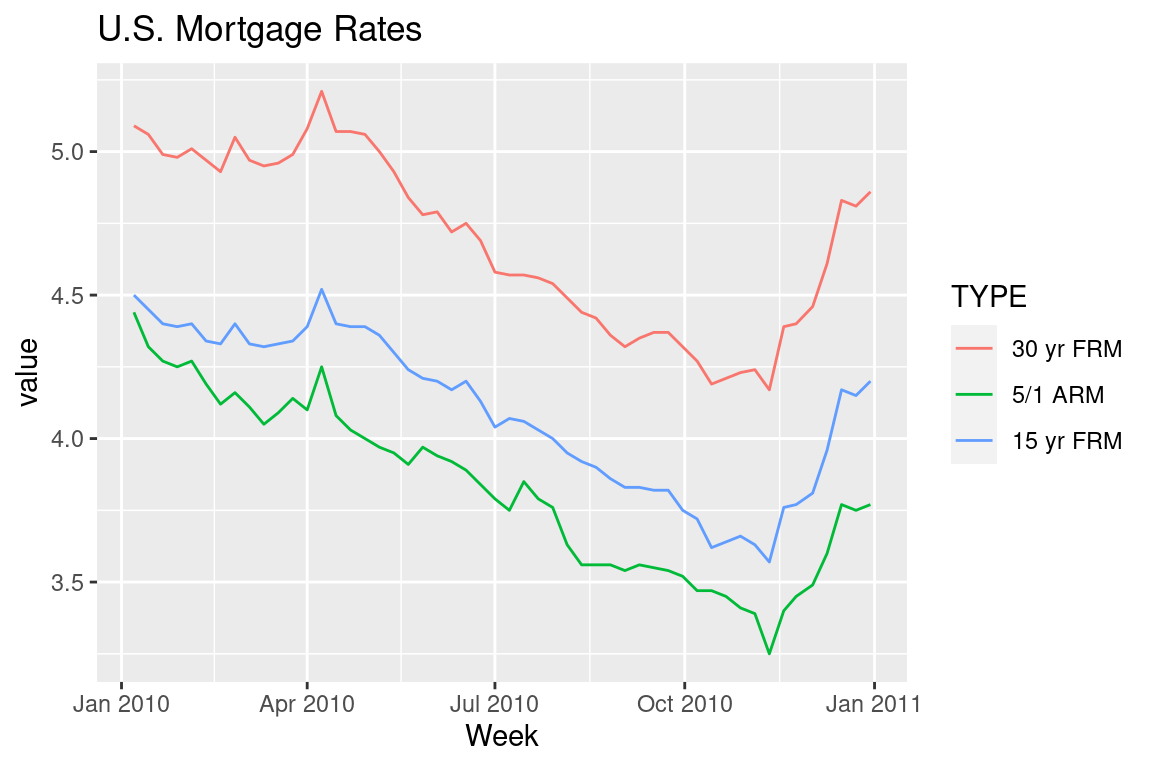 U.S. Mortgage Rates
5.0
4.5
4.0
3.5
value
Jan 2010 Apr 2010 Jul 2010 Oct 2010 Jan 2011
Week
TYPE
30 yr FRM
5/1 ARM
15 yr FRM